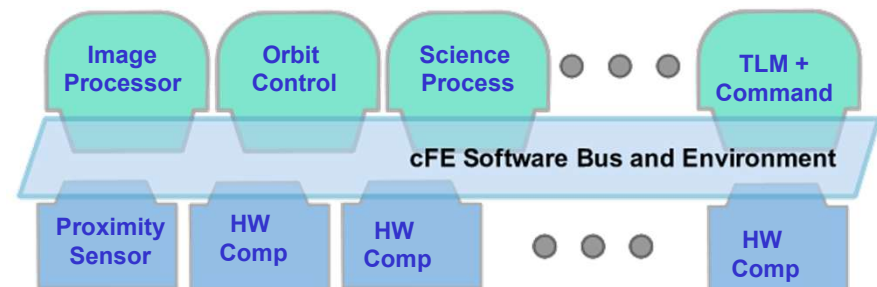 Image
Processor
Orbit
Control
Science
Process
TLM +
Command
cFE Software Bus and Environment
Proximity
Sensor
HW
Comp
HW
Comp
HW
Comp